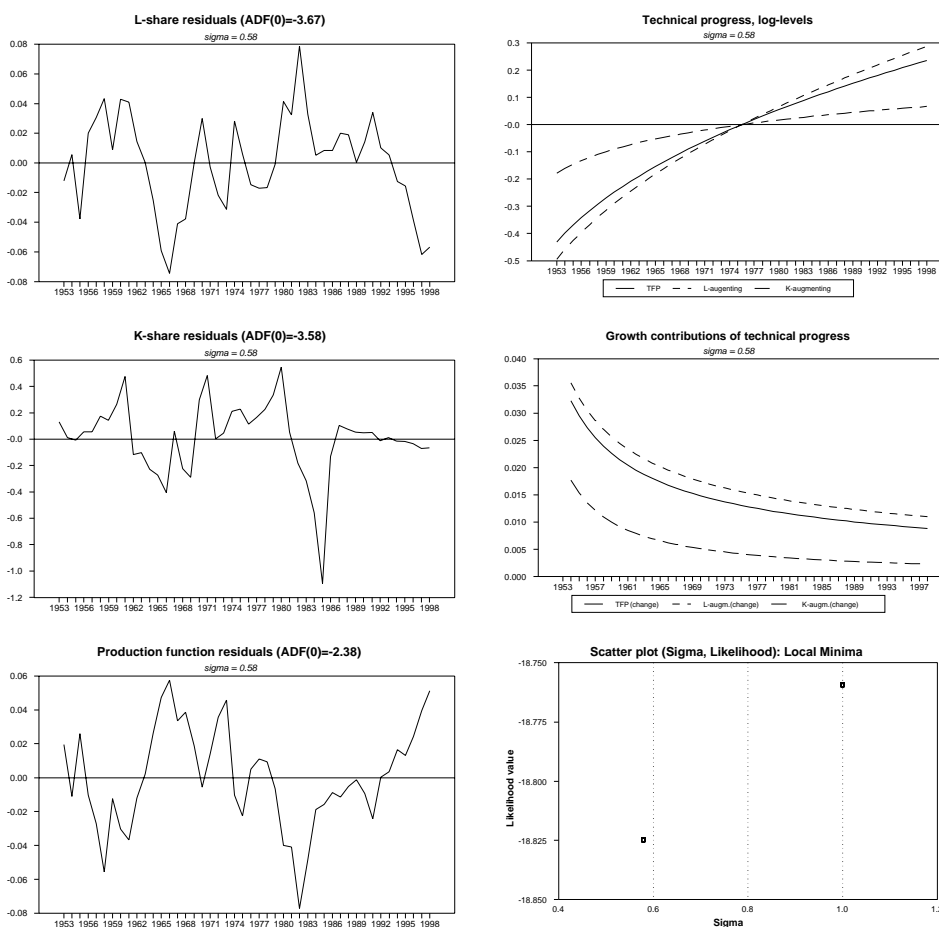 L-share residuals (ADF(0)=-3.67)
sigma = 0.58
0.08
0.06
0.04
0.02
0.00
-0.02
-0.04
-0.06
-0.08
1953 1956 1959 1962 1965 1968 1971 1974 1977 1980 1983 1986 1989 1992 1995 1998
Technical progress, log-levels
sigma = 0.58
0.3
0.2
0.1
-0.0
-0.1
-0.2
-0.3
-0.4
-0.5
1953 1956 1959 1962 1965 1968 1971 1974 1977 1980 1983 1986 1989 1992 1995 1998
TFP L-augenting K-augmenting
K-share residuals (ADF(0)=-3.58)
sigma = 0.58
0.6
0.4
0.2
-0.0
-0.2
-0.4
-0.6
-0.8
-1.0
-1.2
1953 1956 1959 1962 1965 1968 1971 1974 1977 1980 1983 1986 1989 1992 1995 1998
Growth contributions of technical progress
sigma = 0.58
0.040
0.035
0.030
0.025
0.020
0.015
0.010
0.005
0.000
1953 1957 1961 1965 1969 1973 1977 1981 1985 1989 1993 1997
TFP (change) L-augm.(change) K-augm.(change)
Production function residuals (ADF(0)=-2.38)
sigma = 0.58
0.06
0.04
0.02
0.00
-0.02
-0.04
-0.06
-0.08
1953 1956 1959 1962 1965 1968 1971 1974 1977 1980 1983 1986 1989 1992 1995 1998
Scatter plot (Sigma, Likelihood): Local Minima
Likelihood value
-18.750
-18.775
-18.800
-18.825
-18.850
0.4 0.6 0.8 1.0
Sigma